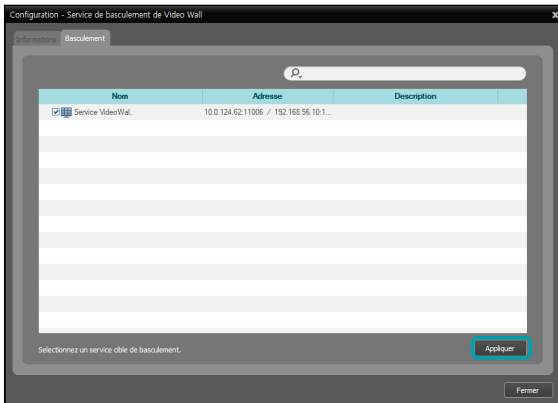 Configuration - Service de basculement de Video Wall
x
Informations Basculement
Nom Adresse Description
Service VideoWal. 10.0.124.62:11006 / 192.168.56.10:1...
Selectionnez un service cible de basculement. Appliquer
Fermer